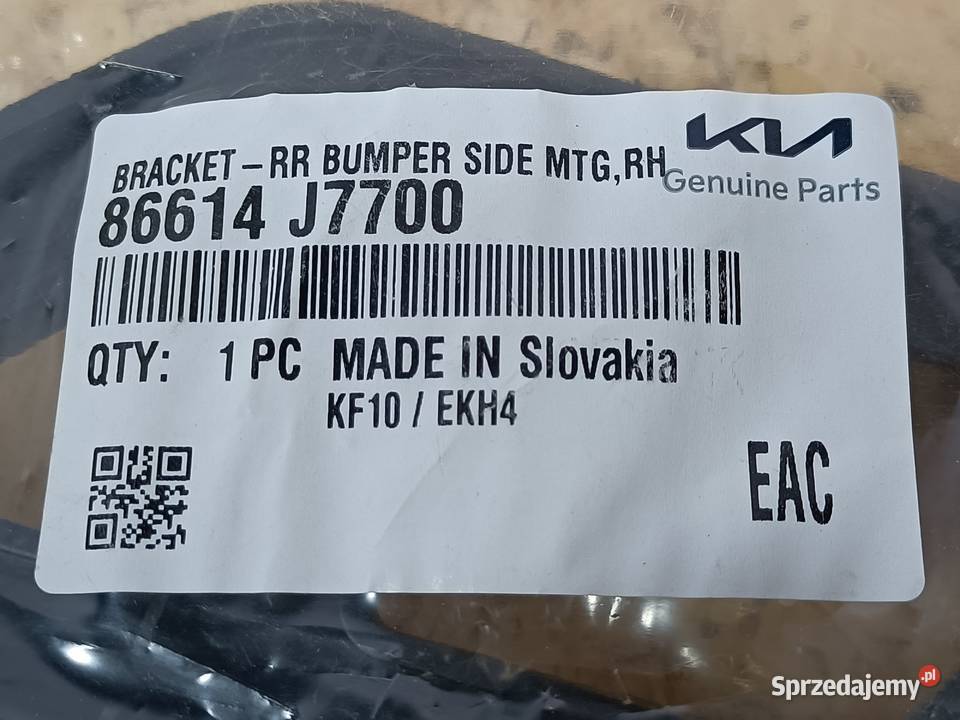 KIA
Genuine Parts
BRACKET-RR BUMPER SIDE MTG,RH
86614 J7700
QTY: 1 PC MADE IN Slovakia
KF10 / EKH4
EAC
Sprzedajemy.pl